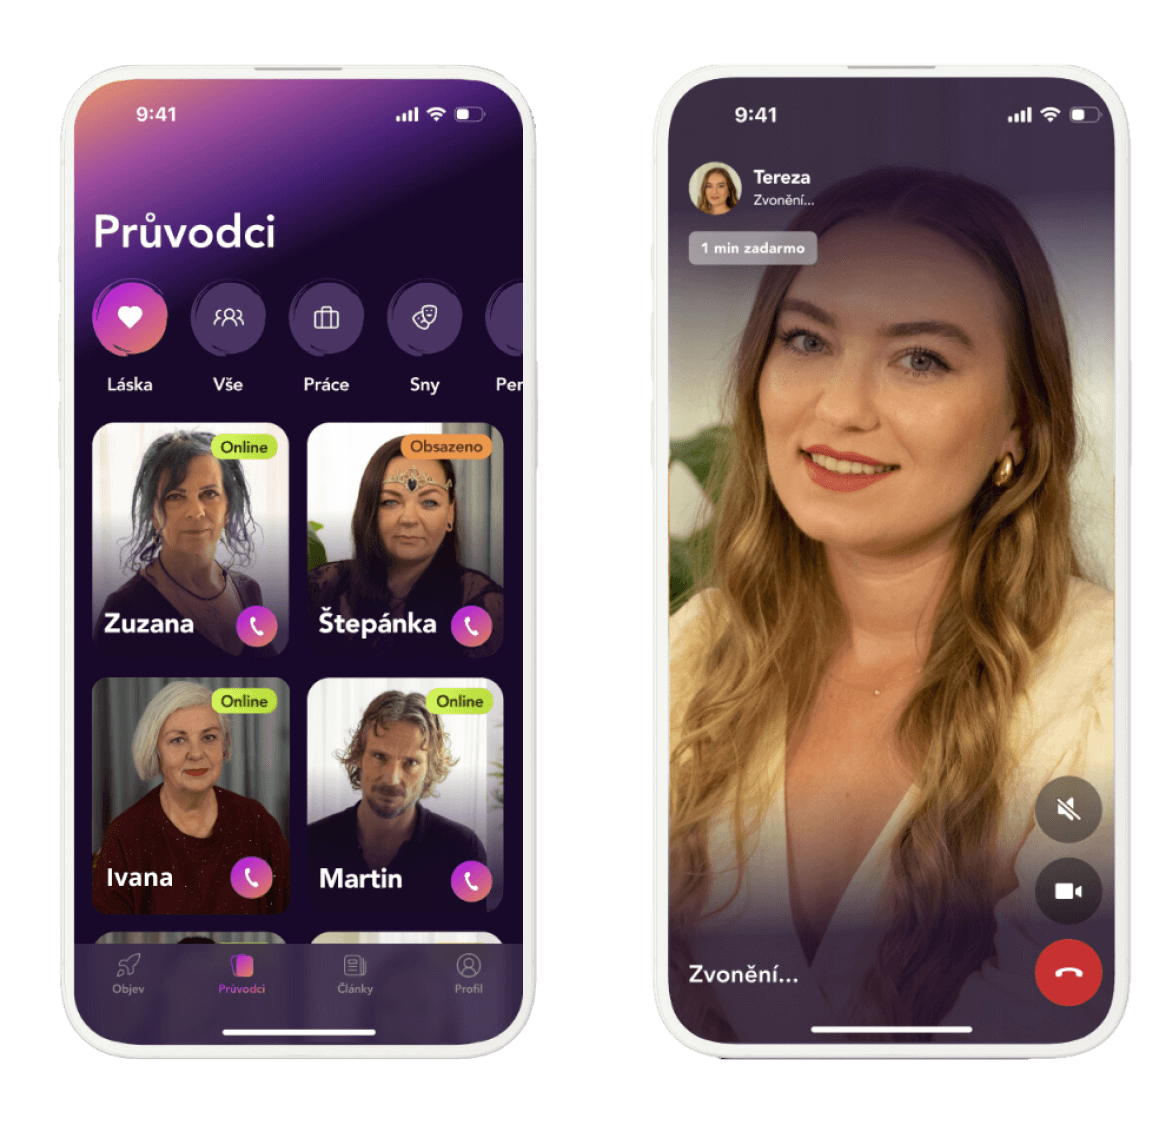 9:41
Průvodci
Láska
Vše
Práce
Sny
Per
Online
Obsazeno
Zuzana
Štepánka
Online
Online
Ivana
Martin
Objev
Průvodci
Články
Profil
9:41
Tereza
Zvonění...
1 min zadarmo
Zvonění...